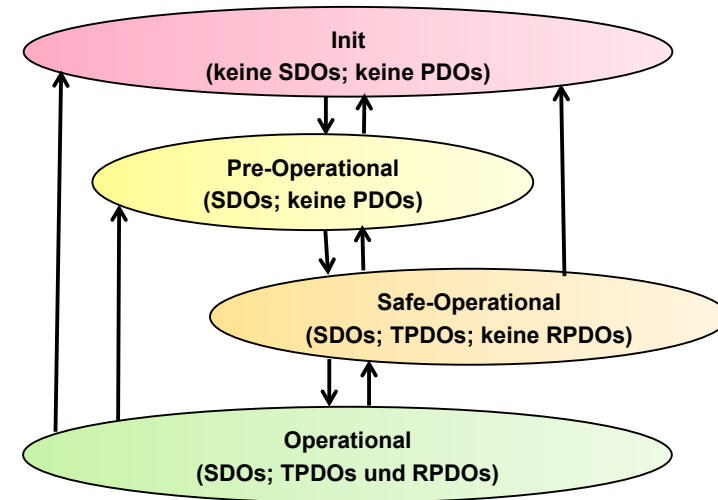 Init
(keine SDOs; keine PDOs)
Pre-Operational
(SDOs; keine PDOs)
Safe-Operational
(SDOs; TPDOs; keine RPDOs)
Operational
(SDOs; TPDOs und RPDOs)